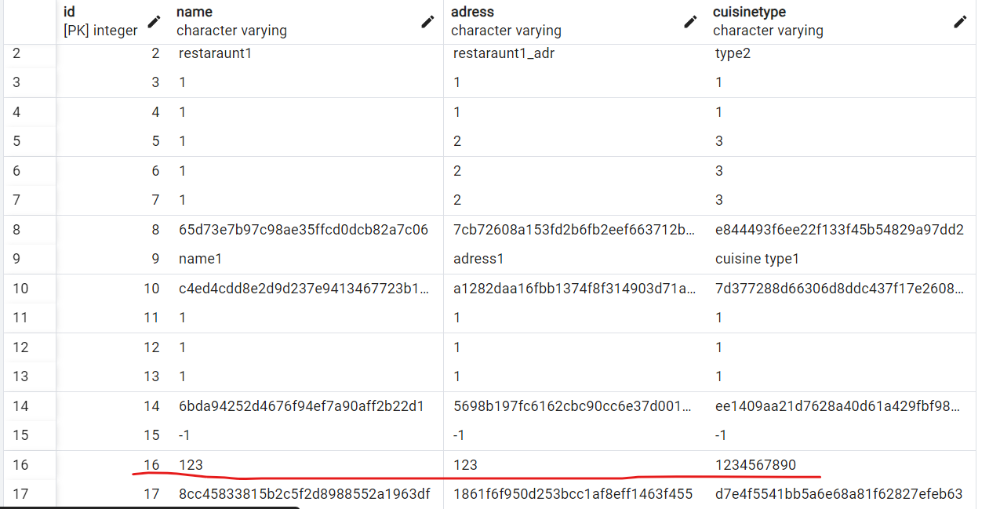 id name adress cuisinetype
[PK] integer character varying character varying character varying
2 2 restaraunt1 restaraunt1_adr type2
3 3 1 1 1
4 4 1 1 1
5 5 1 2 3
6 6 1 2 3
7 7 1 2 3
8 8 65d73e7b97c98ae35ffcd0dcb82a7c06 7cb72608a153fd2b6fb2eef663712b... e844493f6ee22f133f45b54829a97dd2
9 9 name1 adress1 cuisine type1
10 10 c4ed4cdd8e2d9d237e9413467723b1... a1282daa16fbb1374f8f314903d71a... 7d377288d66306d8ddc437f17e2608...
11 11 1 1 1
12 12 1 1 1
13 13 1 1 1
14 14 6bda94252d4676f94ef7a90aff2b22d1 5698b197fc6162cbc90cc6e37d001... ee1409aa21d7628a40d61a429fbf98...
15 15 -1 -1 -1
16 16 123 123 1234567890
17 17 8cc45833815b2c5f2d8988552a1963df 1861f6f950d253bcc1af8eff1463f455 d7e4f5541bb5a6e68a81f62827efeb63